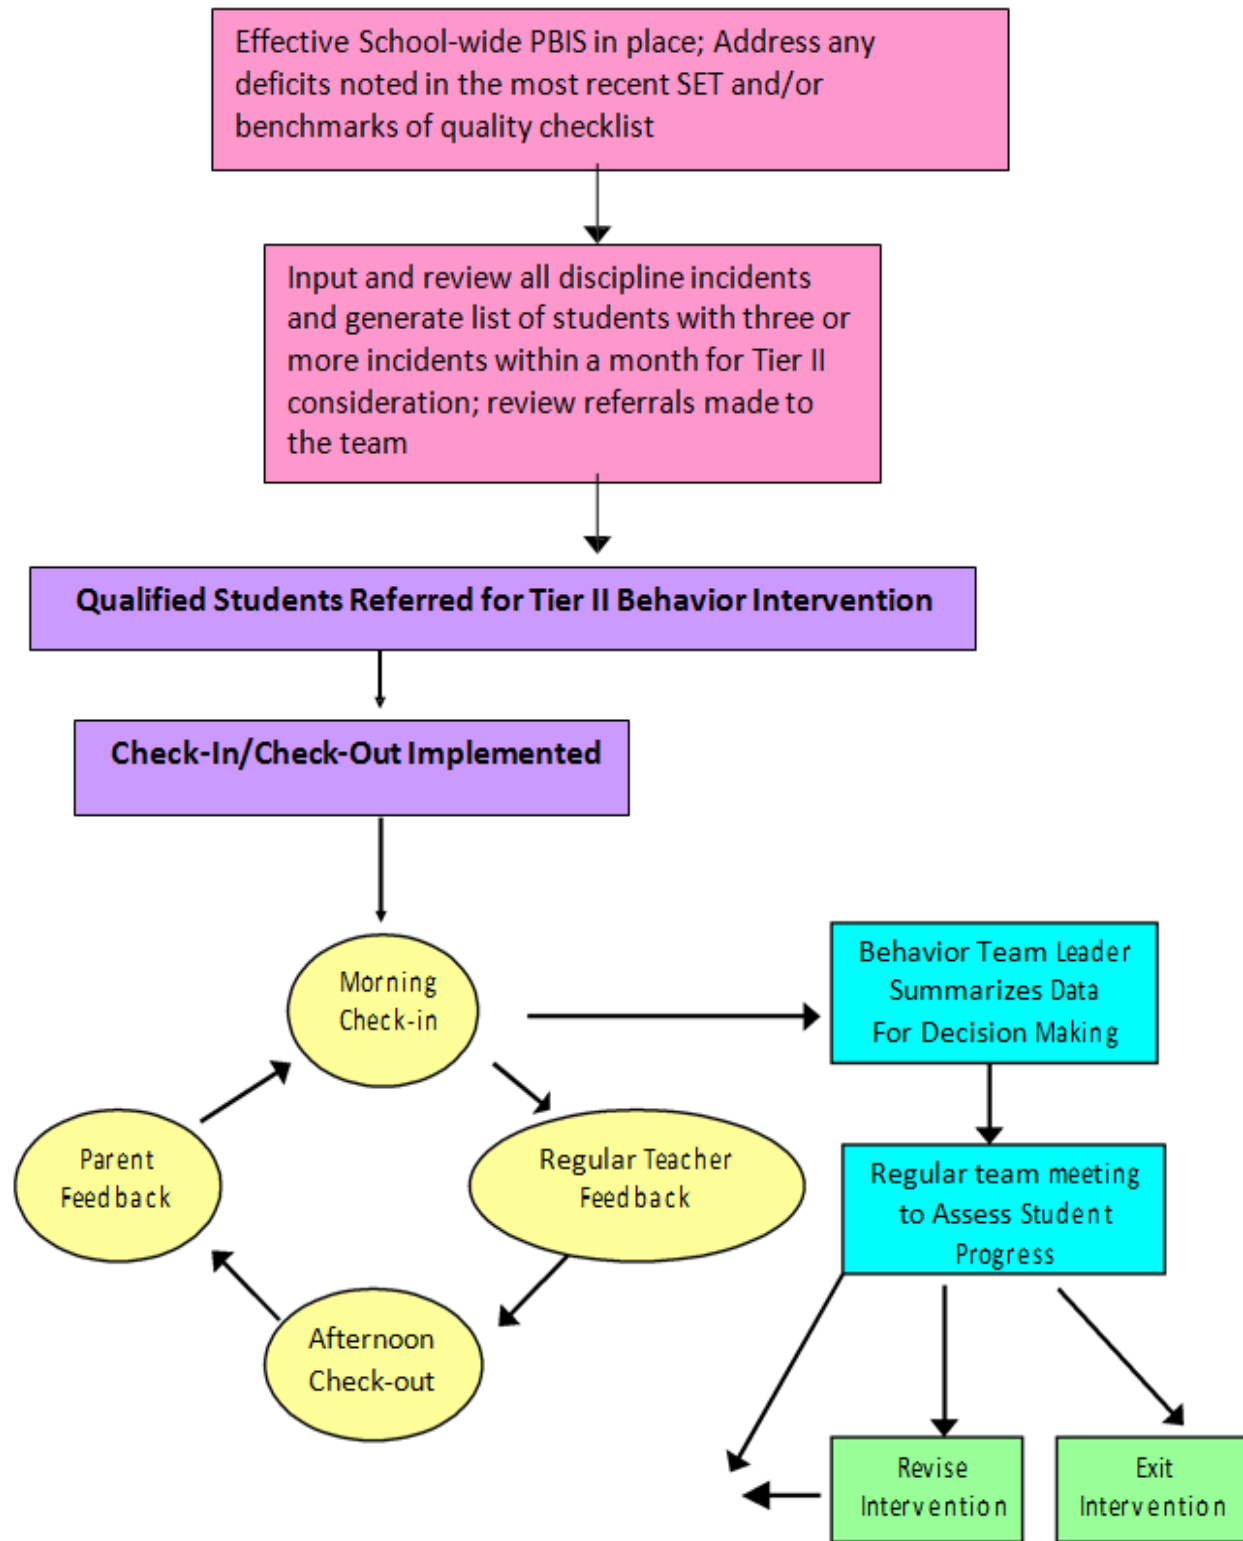 Effective School-wide PBIS in place; Address any
deficits noted in the most recent SET and/or
benchmarks of quality checklist
Input and review all discipline incidents
and generate list of students with three or
more incidents within a month for Tier II
consideration; review referrals made to
the team
Qualified Students Referred for Tier II Behavior Intervention
Check-In/Check-Out Implemented
Morning
Check-in
Behavior Team Leader
Summarizes Data
For Decision Making
Parent
Feedback
Regular Teacher
Feedback
Regular team meeting
to Assess Student
Progress
Afternoon
Check-out
Revise
Intervention
Exit
Intervention